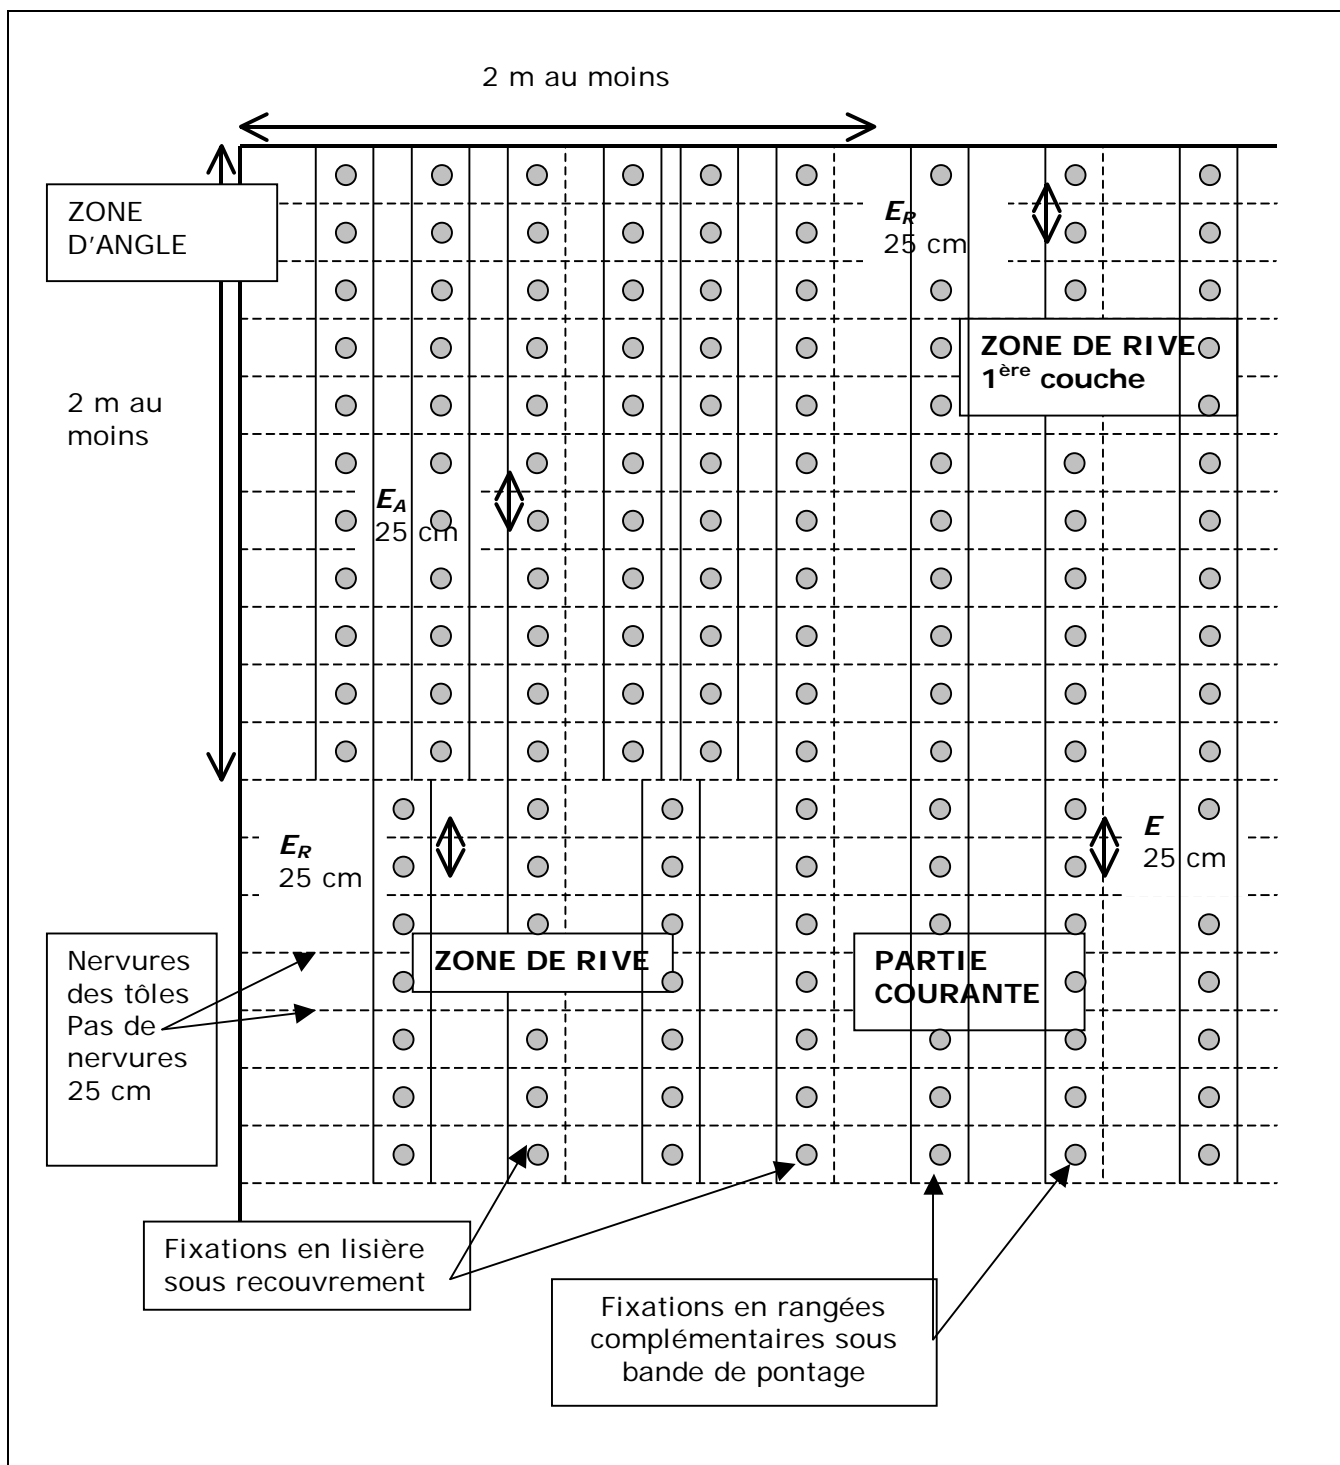 2 m au moins
ZONE
D'ANGLE
E_R
25 cm
ZONE DE RIVE
1ère couche
2 m au
moins
E_A
25 cm
E_R
25 cm
E
25 cm
Nervures
des tôles
Pas de
nervures
25 cm
ZONE DE RIVE
PARTIE
COURANTE
Fixations en lisière
sous recouvrement
Fixations en rangées
complémentaires sous
bande de pontage